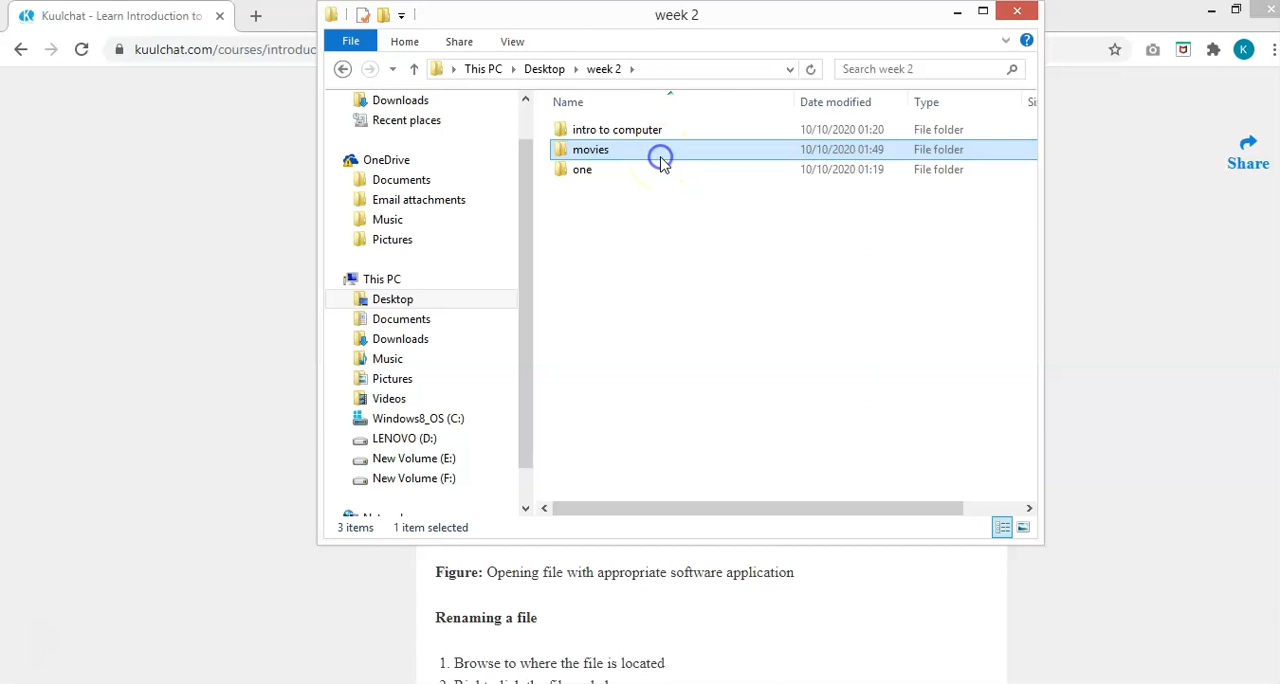 Kuulchat - Learn Introduction to
week 2
File Home Share View
kuulchat.com/courses/introduc
K
This PC Desktop week 2
Search week 2
Name Date modified Type Si
Downloads
Recent places
OneDrive
Documents
Email attachments
Music
Pictures
This PC
Desktop
Documents
Downloads
Music
Pictures
Videos
Windows8_OS (C:)
LENOVO (D:)
New Volume (E:)
New Volume (F:)
intro to computer 10/10/2020 01:20 File folder
movies 10/10/2020 01:49 File folder
one 10/10/2020 01:19 File folder
Share
3 items 1 item selected
Figure: Opening file with appropriate software application
Renaming a file
1. Browse to where the file is located